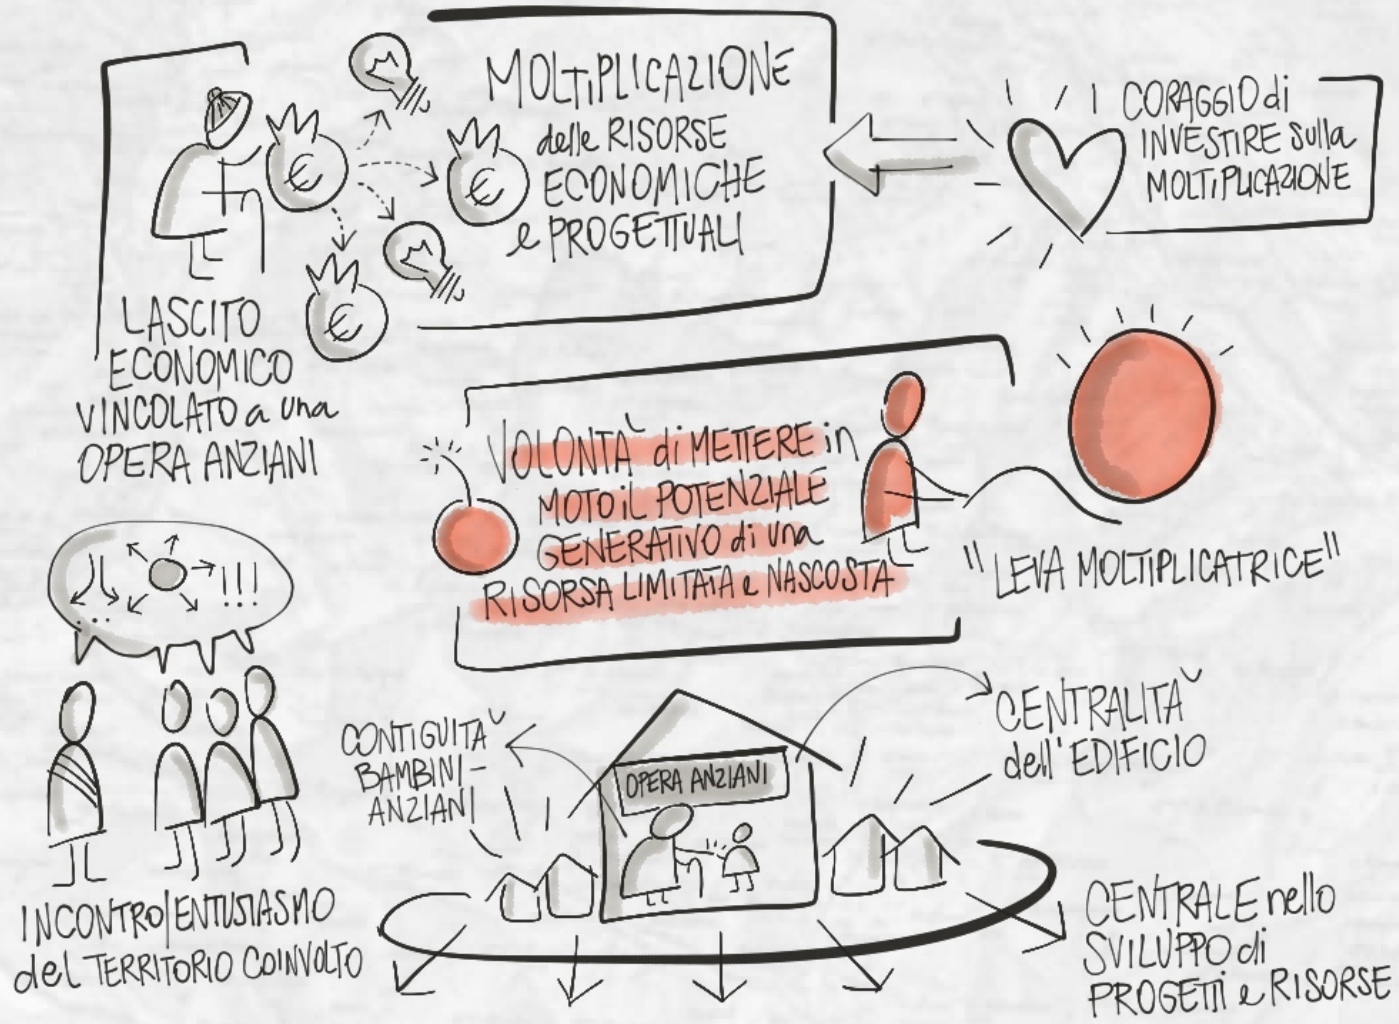 MOLTIPLICAZIONE
delle RISORSE
ECONOMICHE
e PROGETTUALI
CORAGGIO di
INVESTIRE sulla
MOLTIPLICAZIONE
€
€
€
LASCITO
ECONOMICO
VINCOLATO a una
OPERA ANZIANI
VOLONTÀ di METTERE in
MOTO il POTENZIALE
GENERATIVO di una
RISORSA LIMITATA e NASCOSTA
"LEVA MOLTIPLICATRICE"
!!!
INCONTRO/ENTUSIASMO
del TERRITORIO COINVOLTO
CONTIGUITÀ
BAMBINI-
ANZIANI
OPERA ANZIANI
CENTRALITÀ
dell'EDIFICIO
CENTRALE nello
SVILUPPO di
PROGETTI e RISORSE